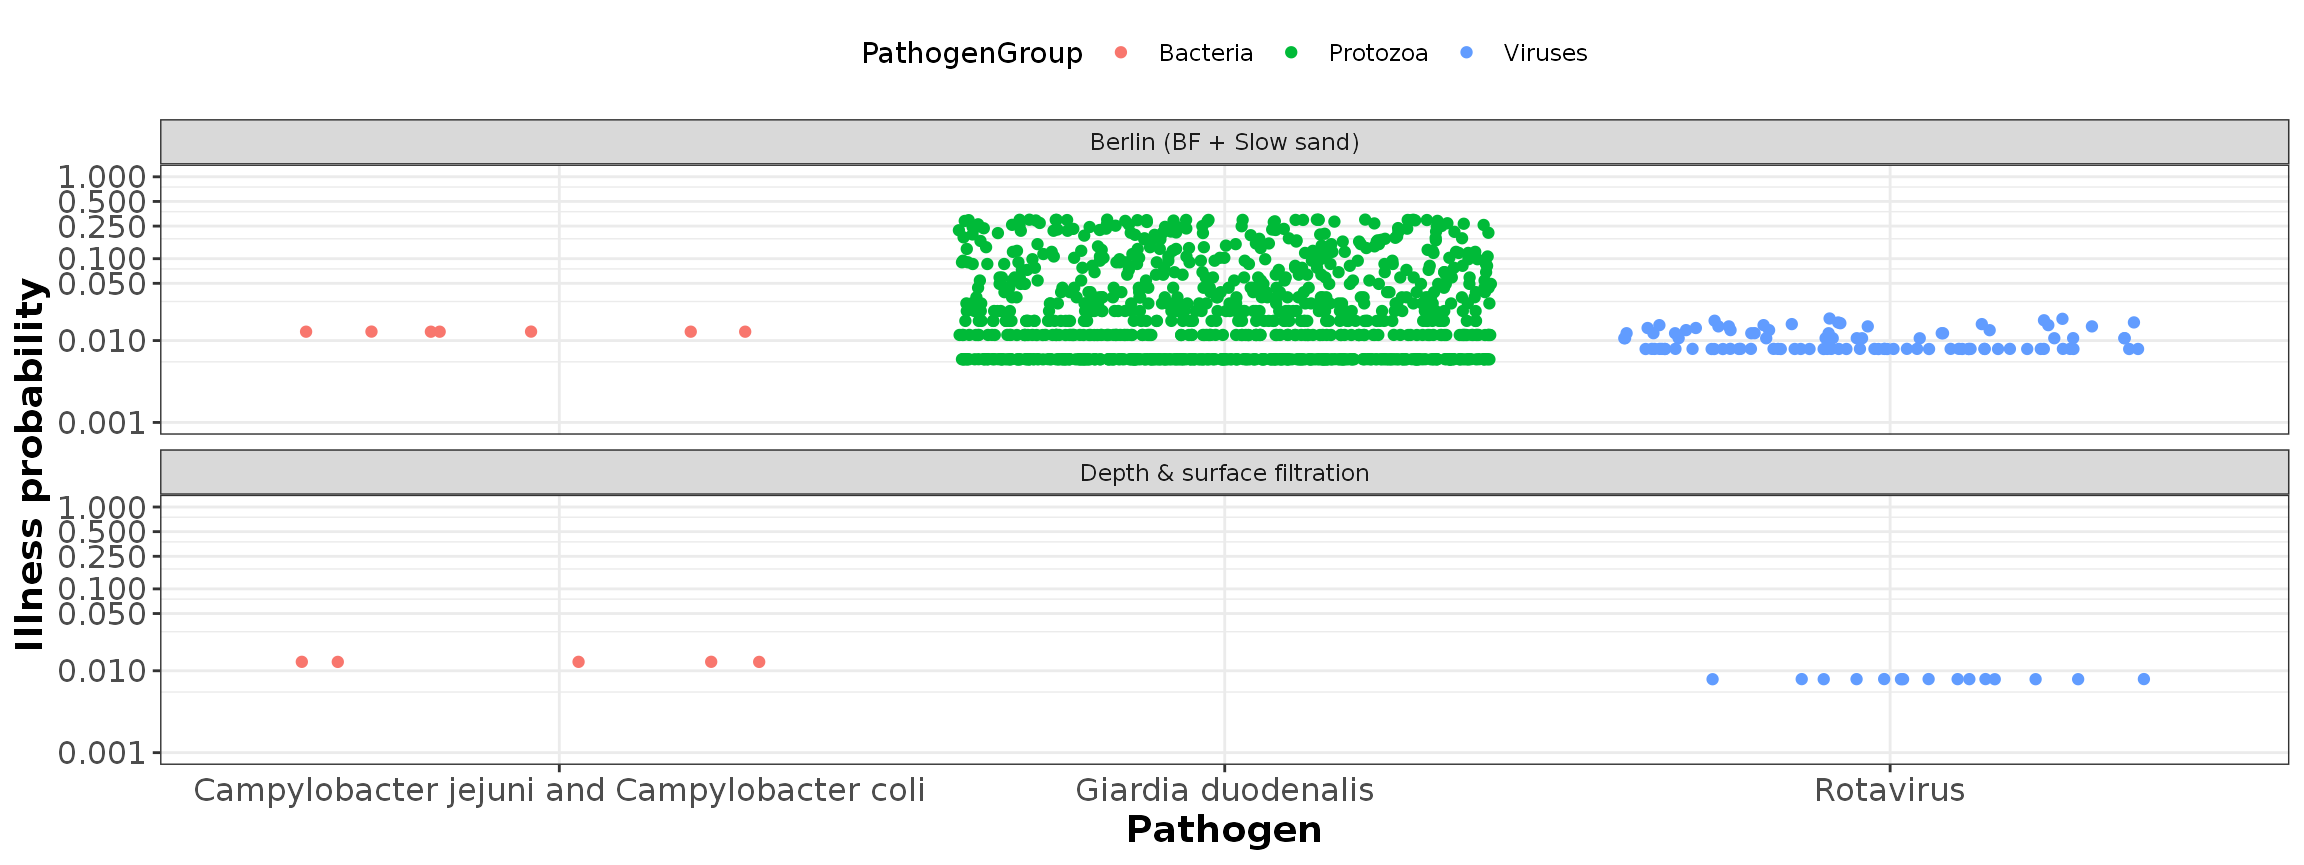 PathogenGroup Bacteria Protozoa Viruses
Berlin (BF + Slow sand)
1.000
0.500
0.250
0.100
0.050
0.010
0.001
Illness probability
Depth & surface filtration
1.000
0.500
0.250
0.100
0.050
0.010
0.001
Campylobacter jejuni and Campylobacter coli Giardia duodenalis Rotavirus
Pathogen